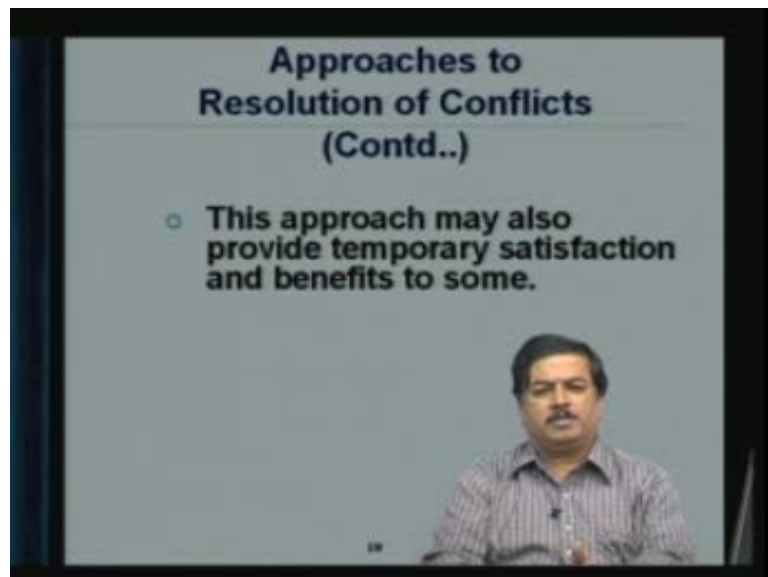 Approaches to
Resolution of Conflicts
(Contd..)
This approach may also
provide temporary satisfaction
and benefits to some.